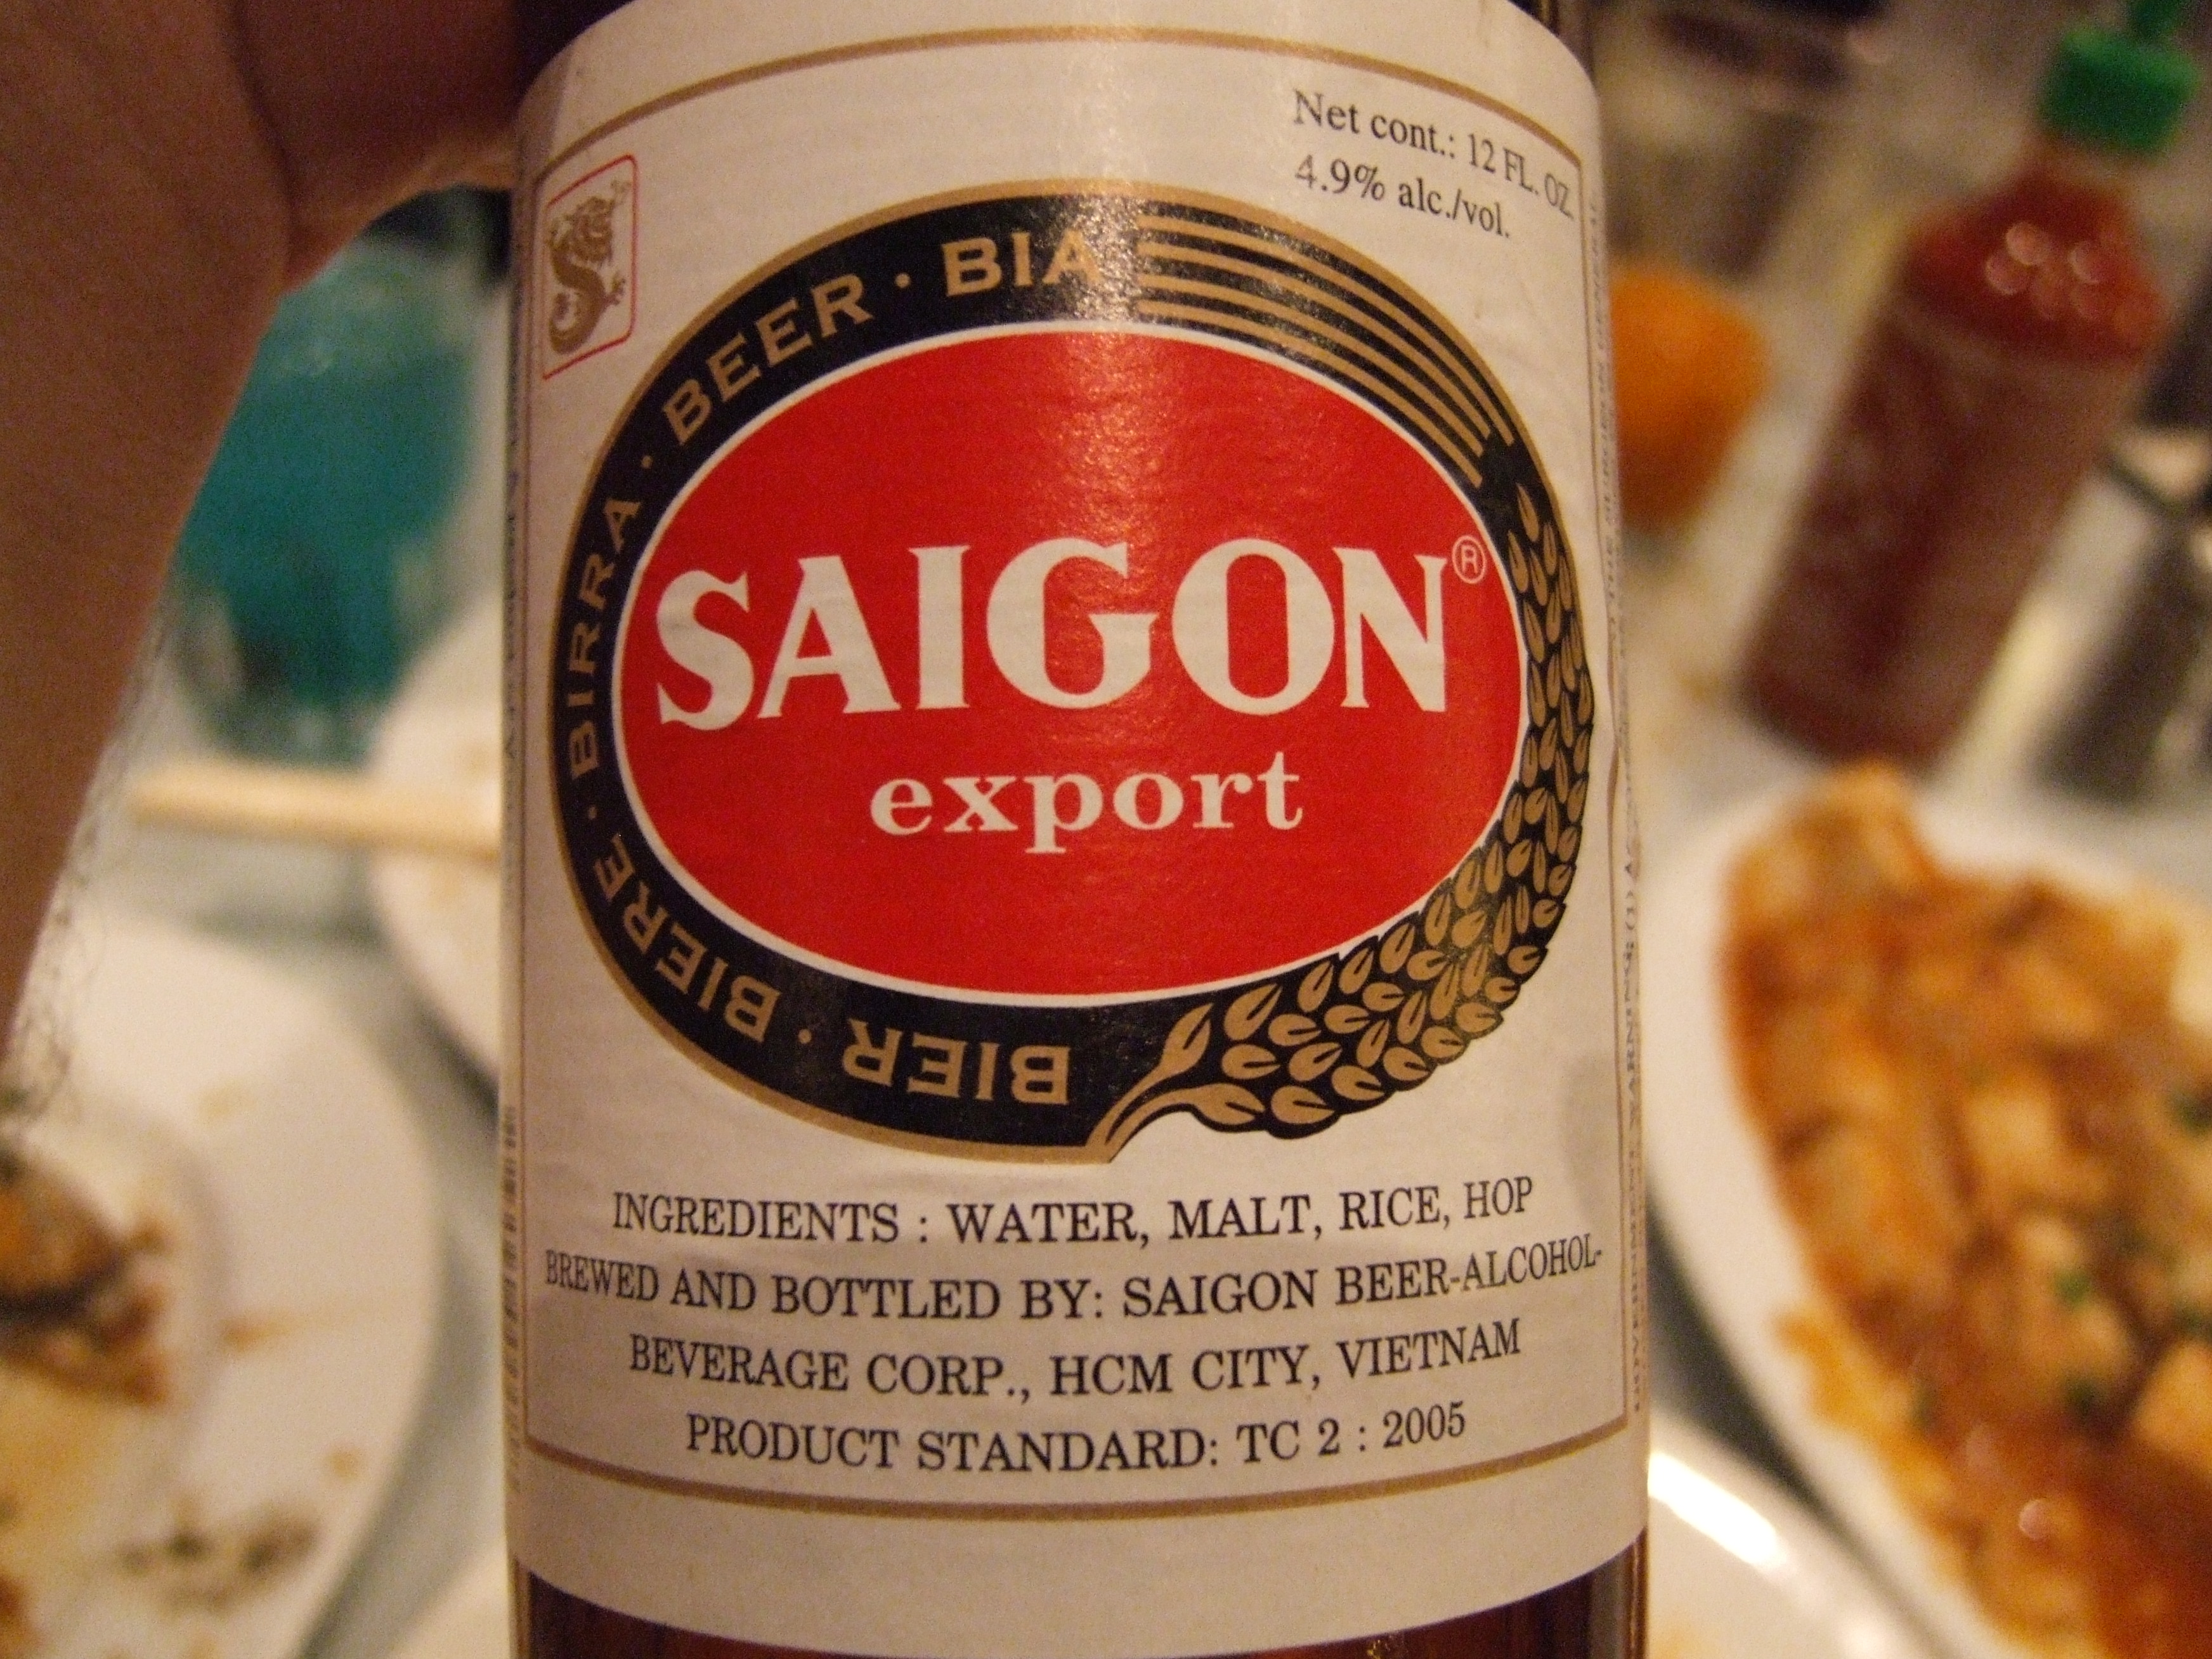 Net cont.: 12 FL. OZ.
4.9% alc./vol.
BIER · BIERE · BIRRA · BEER · BIA
SAIGON®
export
INGREDIENTS : WATER, MALT, RICE, HOP
BREWED AND BOTTLED BY: SAIGON BEER-ALCOHOL-
BEVERAGE CORP., HCM CITY, VIETNAM
PRODUCT STANDARD: TC 2 : 2005